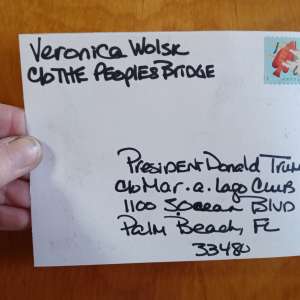 Veronica Wolsk
c/o THE PEOPLES BRIDGE
PRESIDENT DONALD TRUM
c/o Mar.a.Lago CLUB
1100 S.Ocean BLVD
Palm Beach, FL
33480